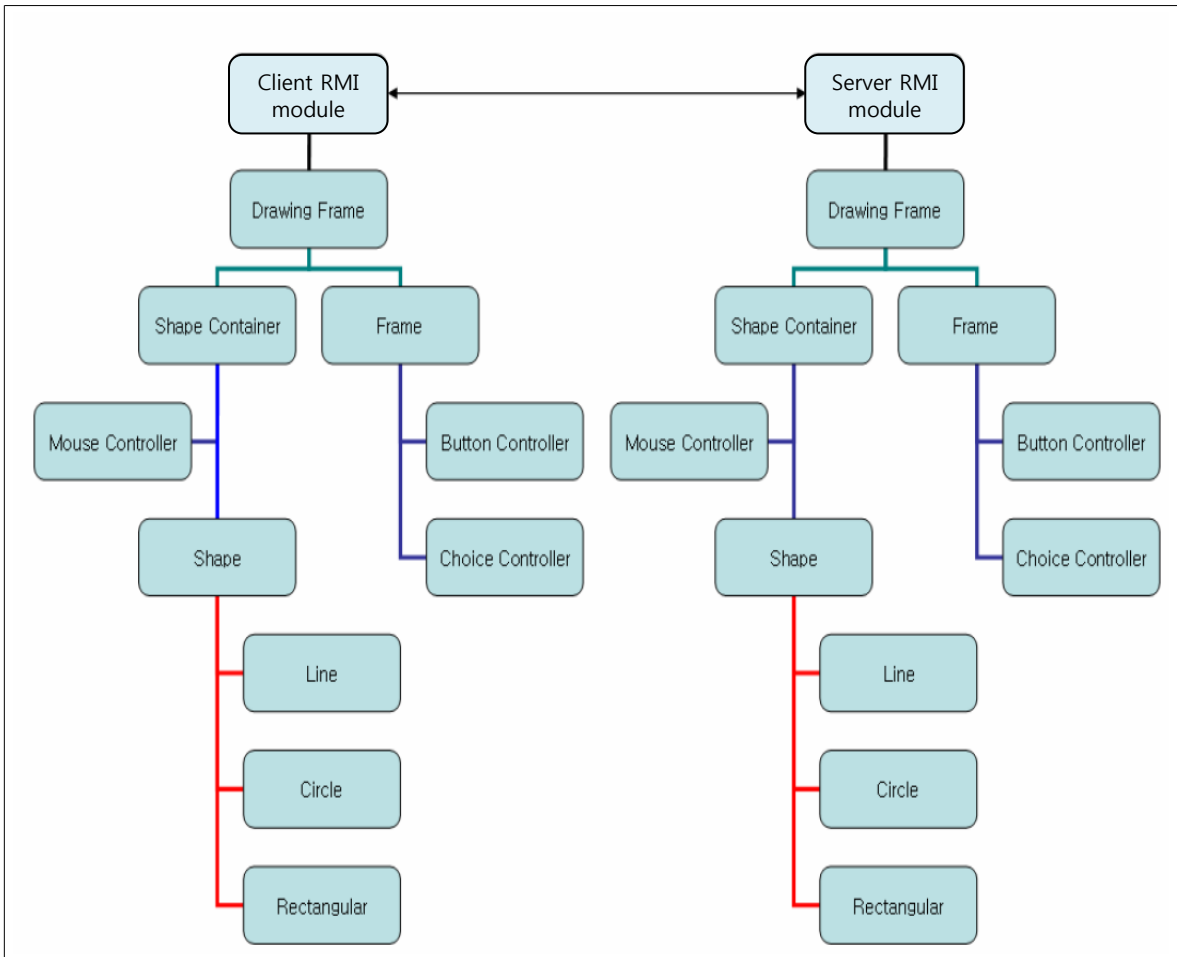 Client RMI
module
Server RMI
module
Drawing Frame
Drawing Frame
Shape Container
Frame
Shape Container
Frame
Mouse Controller
Button Controller
Mouse Controller
Button Controller
Shape
Choice Controller
Shape
Choice Controller
Line
Line
Circle
Circle
Rectangular
Rectangular